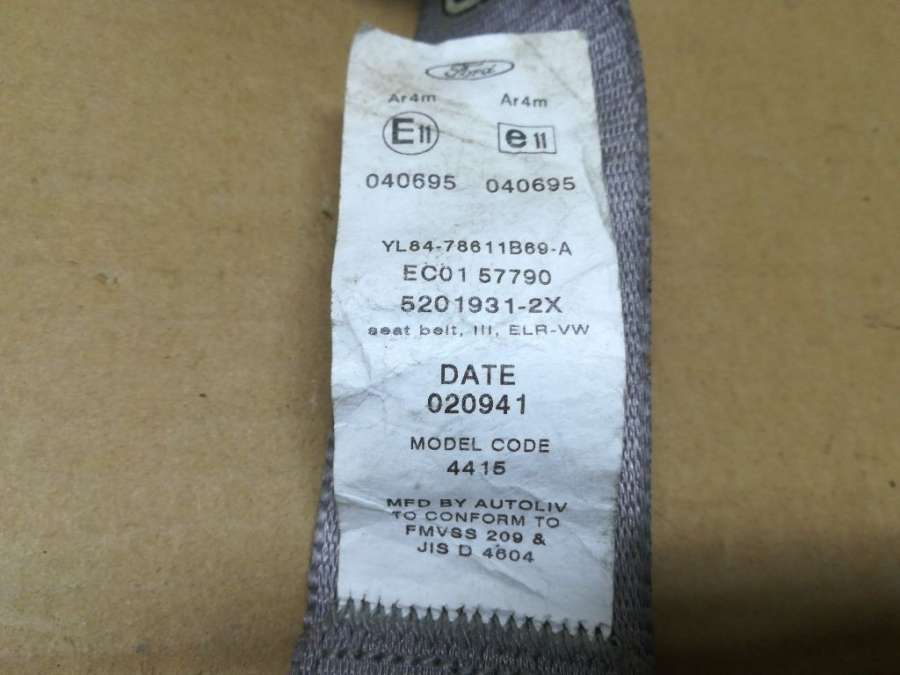 Ford
Ar4m Ar4m
E11 e11
040695 040695
YL84-78611B69-A
EC01 57790
5201931-2X
seat belt, III, ELR-VW
DATE
020941
MODEL CODE
4415
MFD BY AUTOLIV
TO CONFORM TO
FMVSS 209 &
JIS D 4604